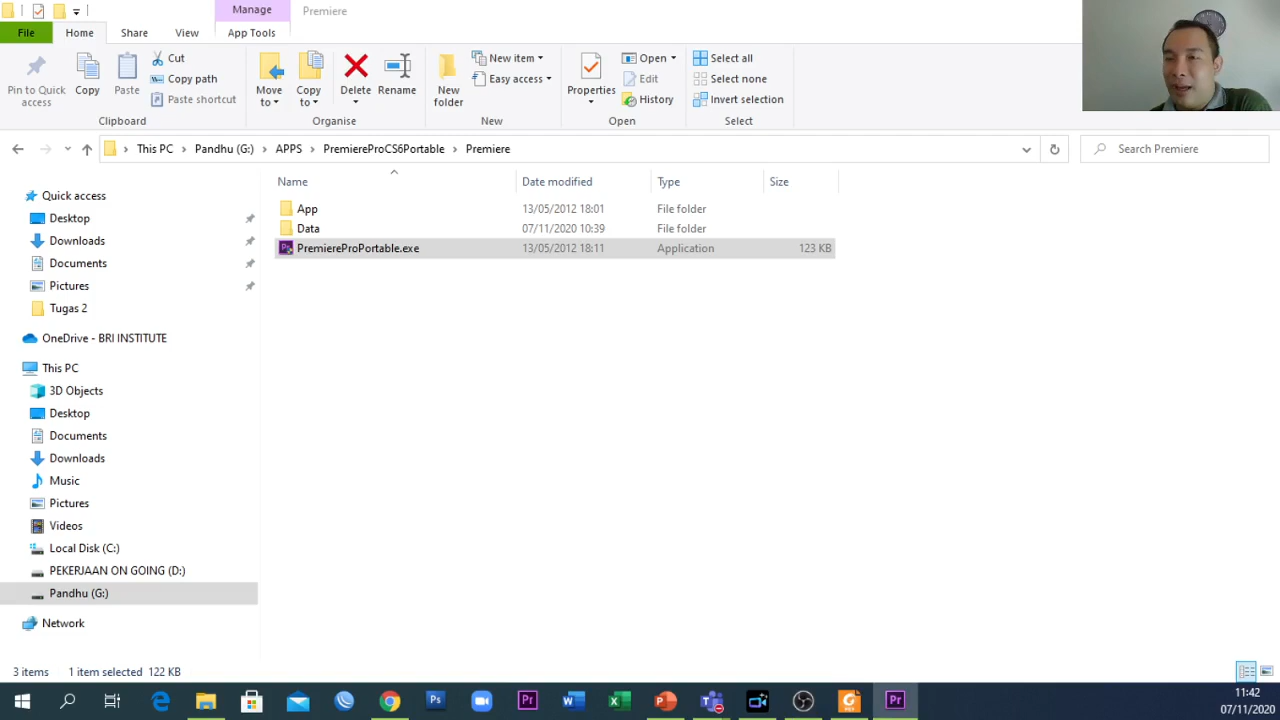 Manage
Premiere
File
Home
Share
View
App Tools
Pin to Quick
access
Copy
Paste
Cut
Copy path
Paste shortcut
Clipboard
Move
to
Copy
to
Delete
Rename
Organise
New
folder
New item
Easy access
New
Properties
Open
Edit
History
Open
Select all
Select none
Invert selection
Select
This PC
Pandhu (G:)
APPS
PremiereProCS6Portable
Premiere
Search Premiere
Name
Date modified
Type
Size
App
13/05/2012 18:01
File folder
Data
07/11/2020 10:39
File folder
PremiereProPortable.exe
13/05/2012 18:11
Application
123 KB
Quick access
Desktop
Downloads
Documents
Pictures
Tugas 2
OneDrive - BRI INSTITUTE
This PC
3D Objects
Desktop
Documents
Downloads
Music
Pictures
Videos
Local Disk (C:)
PEKERJAAN ON GOING (D:)
Pandhu (G:)
Network
3 items
1 item selected 122 KB
Ps
Pr
Pr
11:42
07/11/2020